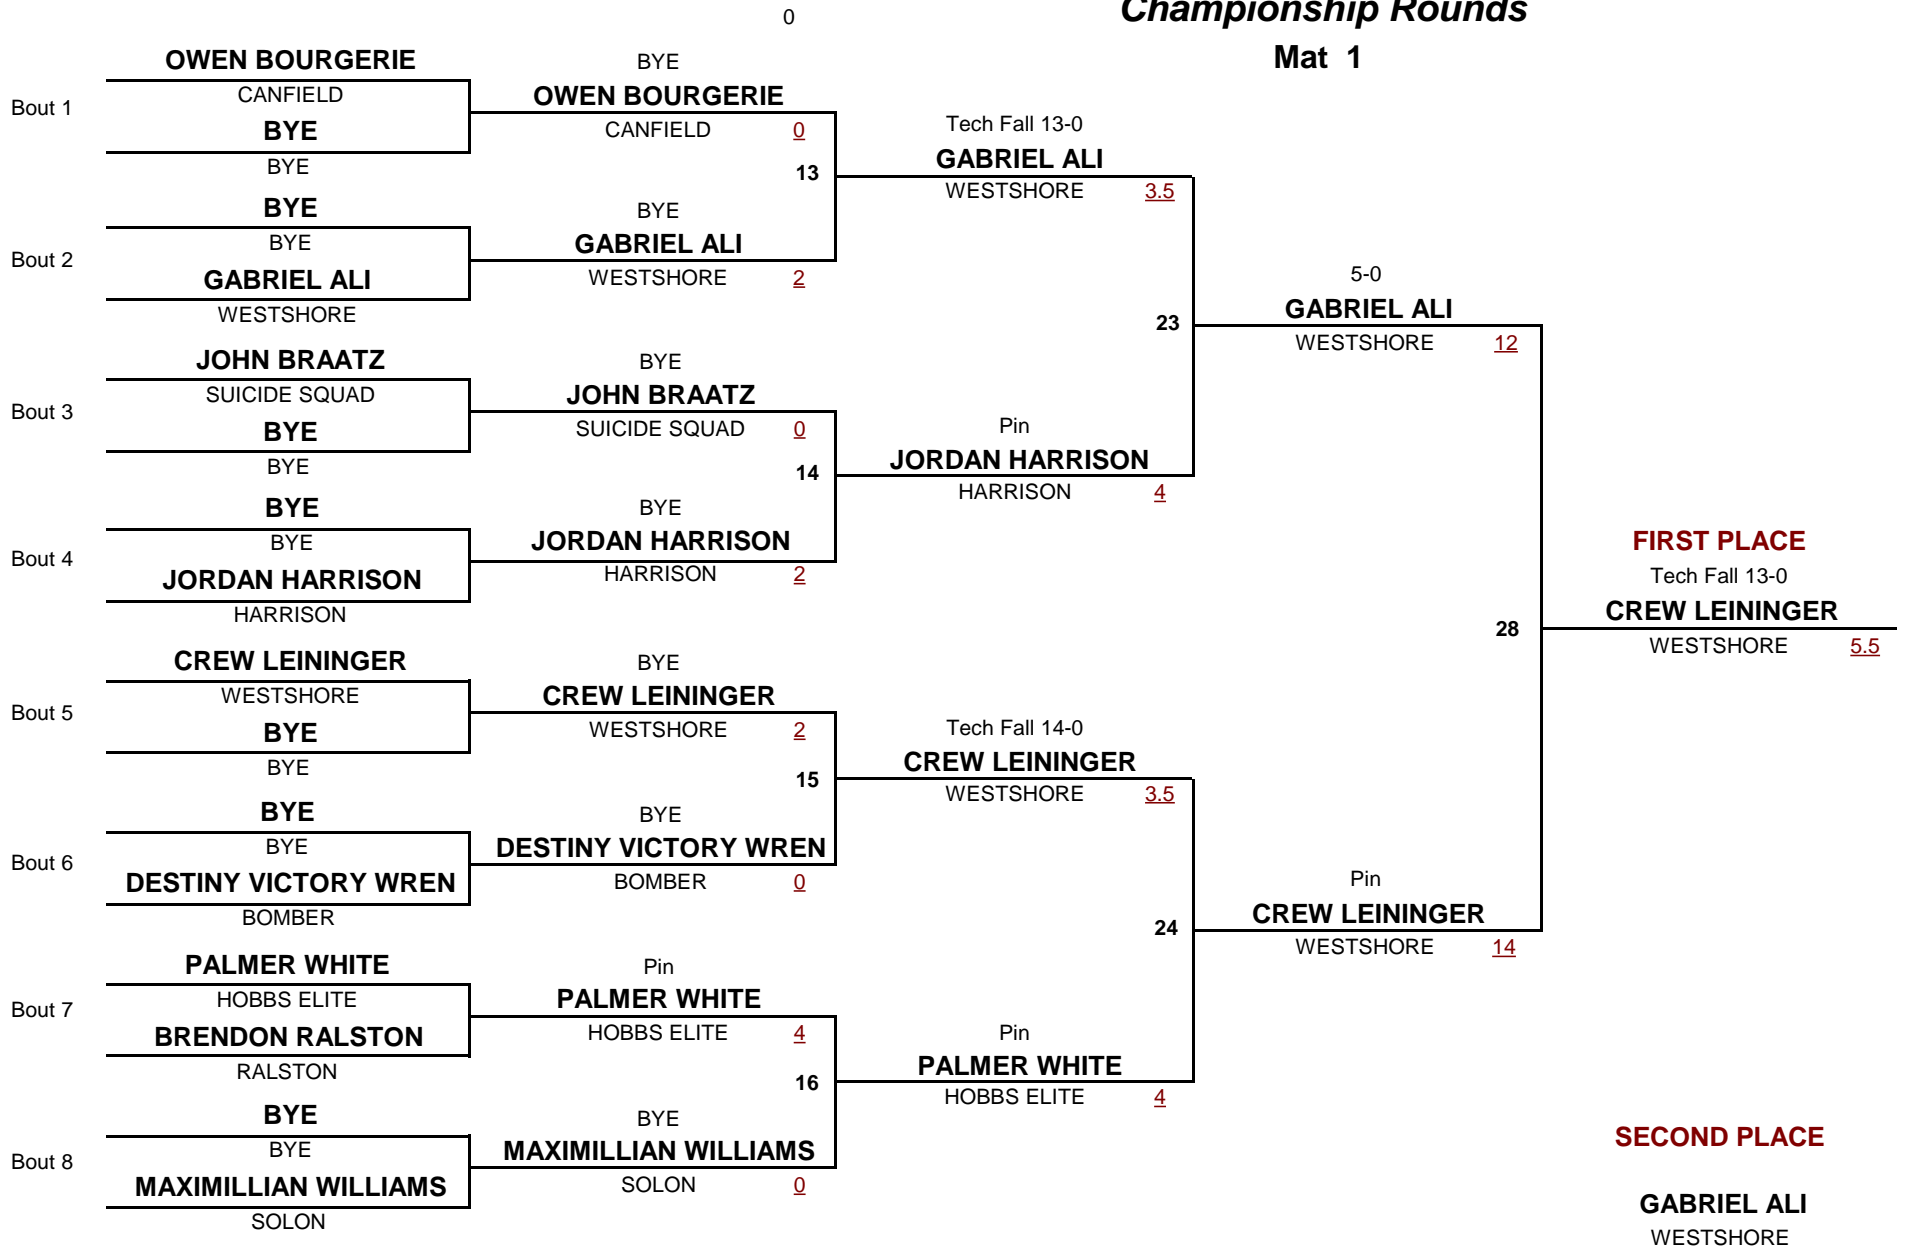 0
Championship Rounds
Mat 1
OWEN BOURGERIE
CANFIELD
Bout 1
BYE
BYE
BYE
BYE
Bout 2
GABRIEL ALI
WESTSHORE
JOHN BRAATZ
SUICIDE SQUAD
Bout 3
BYE
BYE
BYE
BYE
Bout 4
JORDAN HARRISON
HARRISON
CREW LEININGER
WESTSHORE
Bout 5
BYE
BYE
BYE
BYE
Bout 6
DESTINY VICTORY WREN
BOMBER
PALMER WHITE
HOBBS ELITE
Bout 7
BRENDON RALSTON
RALSTON
BYE
BYE
Bout 8
MAXIMILLIAN WILLIAMS
SOLON
BYE
OWEN BOURGERIE
CANFIELD 0
13
BYE
GABRIEL ALI
WESTSHORE 2
BYE
JOHN BRAATZ
SUICIDE SQUAD 0
14
BYE
JORDAN HARRISON
HARRISON 2
BYE
CREW LEININGER
WESTSHORE 2
15
BYE
DESTINY VICTORY WREN
BOMBER 0
Pin
PALMER WHITE
HOBBS ELITE 4
16
BYE
MAXIMILLIAN WILLIAMS
SOLON 0
Tech Fall 13-0
GABRIEL ALI
WESTSHORE 3.5
23
Pin
JORDAN HARRISON
HARRISON 4
Tech Fall 14-0
CREW LEININGER
WESTSHORE 3.5
24
Pin
PALMER WHITE
HOBBS ELITE 4
5-0
GABRIEL ALI
WESTSHORE 12
28
Pin
CREW LEININGER
WESTSHORE 14
FIRST PLACE
Tech Fall 13-0
CREW LEININGER
WESTSHORE 5.5
SECOND PLACE
GABRIEL ALI
WESTSHORE